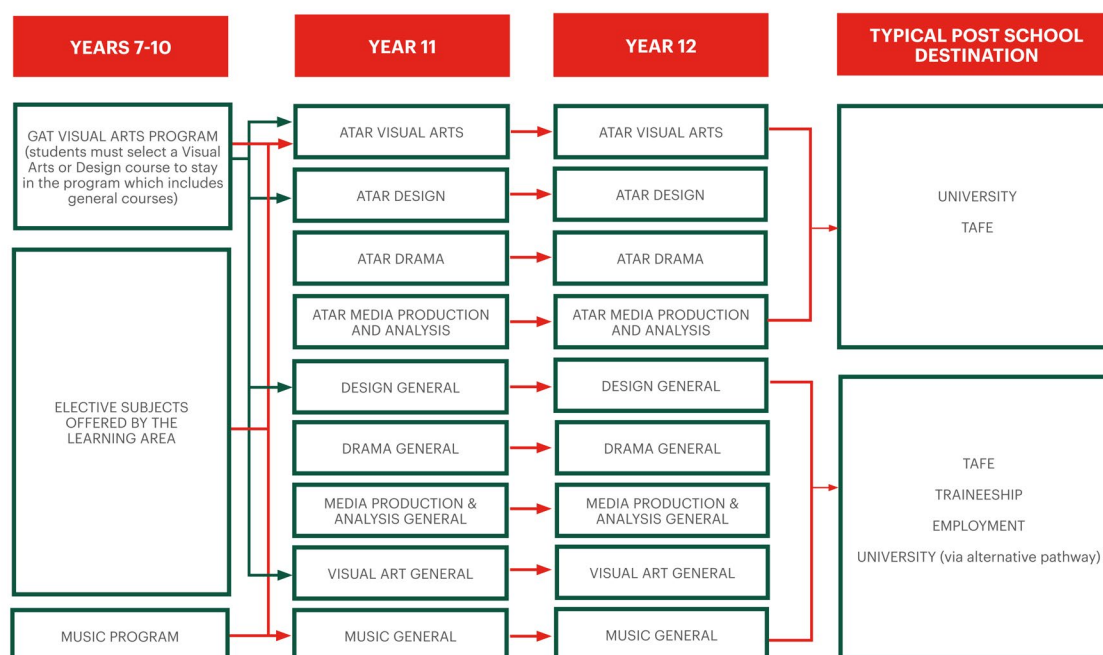 YEARS 7-10
YEAR 11
YEAR 12
TYPICAL POST SCHOOL
DESTINATION
GAT VISUAL ARTS PROGRAM
(students must select a Visual
Arts or Design course to stay
in the program which includes
general courses)
ELECTIVE SUBJECTS
OFFERED BY THE
LEARNING AREA
MUSIC PROGRAM
ATAR VISUAL ARTS
ATAR DESIGN
ATAR DRAMA
ATAR MEDIA PRODUCTION
AND ANALYSIS
DESIGN GENERAL
DRAMA GENERAL
MEDIA PRODUCTION &
ANALYSIS GENERAL
VISUAL ART GENERAL
MUSIC GENERAL
ATAR VISUAL ARTS
ATAR DESIGN
ATAR DRAMA
ATAR MEDIA PRODUCTION
AND ANALYSIS
DESIGN GENERAL
DRAMA GENERAL
MEDIA PRODUCTION &
ANALYSIS GENERAL
VISUAL ART GENERAL
MUSIC GENERAL
UNIVERSITY
TAFE
TAFE
TRAINEESHIP
EMPLOYMENT
UNIVERSITY (via alternative pathway)